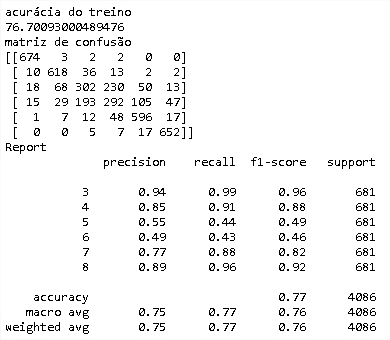 acurácia do treino
76.70093000489476
matriz de confusão
[[674 3 2 2 0 0]
[ 10 618 36 13 2 2]
[ 18 68 302 230 50 13]
[ 15 29 193 292 105 47]
[ 1 7 12 48 596 17]
[ 0 0 5 7 17 652]]
Report
precision recall f1-score support
3 0.94 0.99 0.96 681
4 0.85 0.91 0.88 681
5 0.55 0.44 0.49 681
6 0.49 0.43 0.46 681
7 0.77 0.88 0.82 681
8 0.89 0.96 0.92 681
accuracy 0.77 4086
macro avg 0.75 0.77 0.76 4086
weighted avg 0.75 0.77 0.76 4086